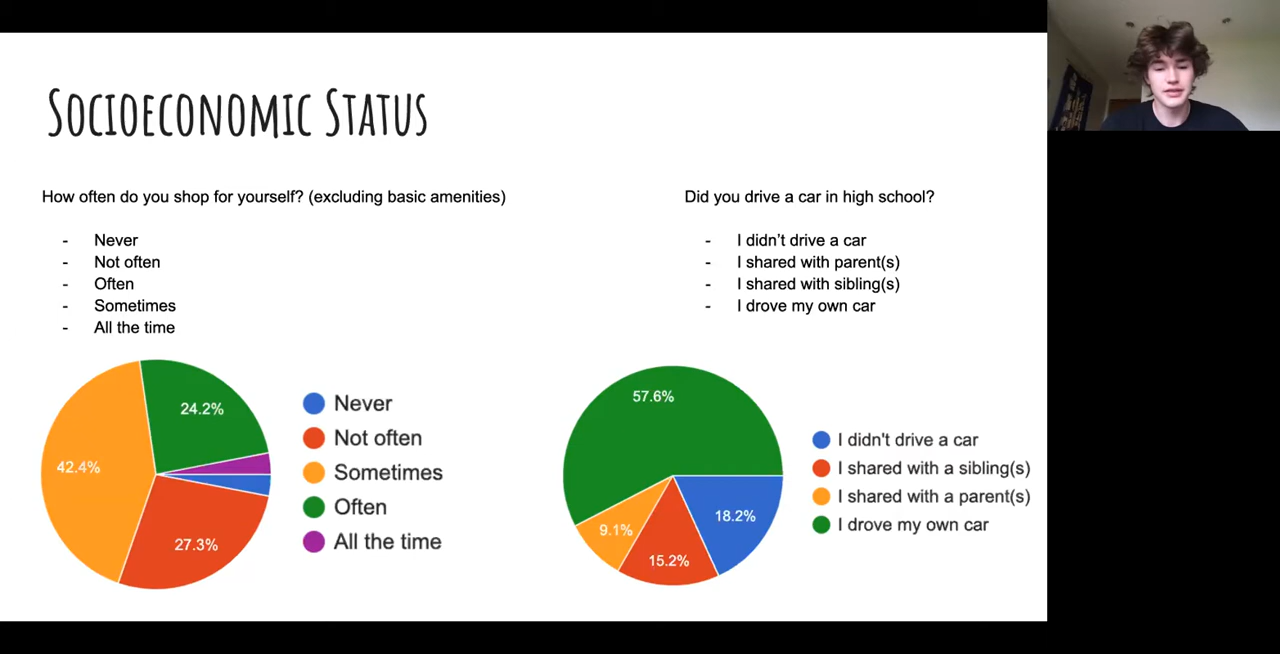 Socioeconomic Status
How often do you shop for yourself? (excluding basic amenities)
- Never
- Not often
- Often
- Sometimes
- All the time
Did you drive a car in high school?
- I didn’t drive a car
- I shared with parent(s)
- I shared with sibling(s)
- I drove my own car
24.2%
42.4%
27.3%
Never
Not often
Sometimes
Often
All the time
57.6%
18.2%
9.1%
15.2%
I didn't drive a car
I shared with a sibling(s)
I shared with a parent(s)
I drove my own car